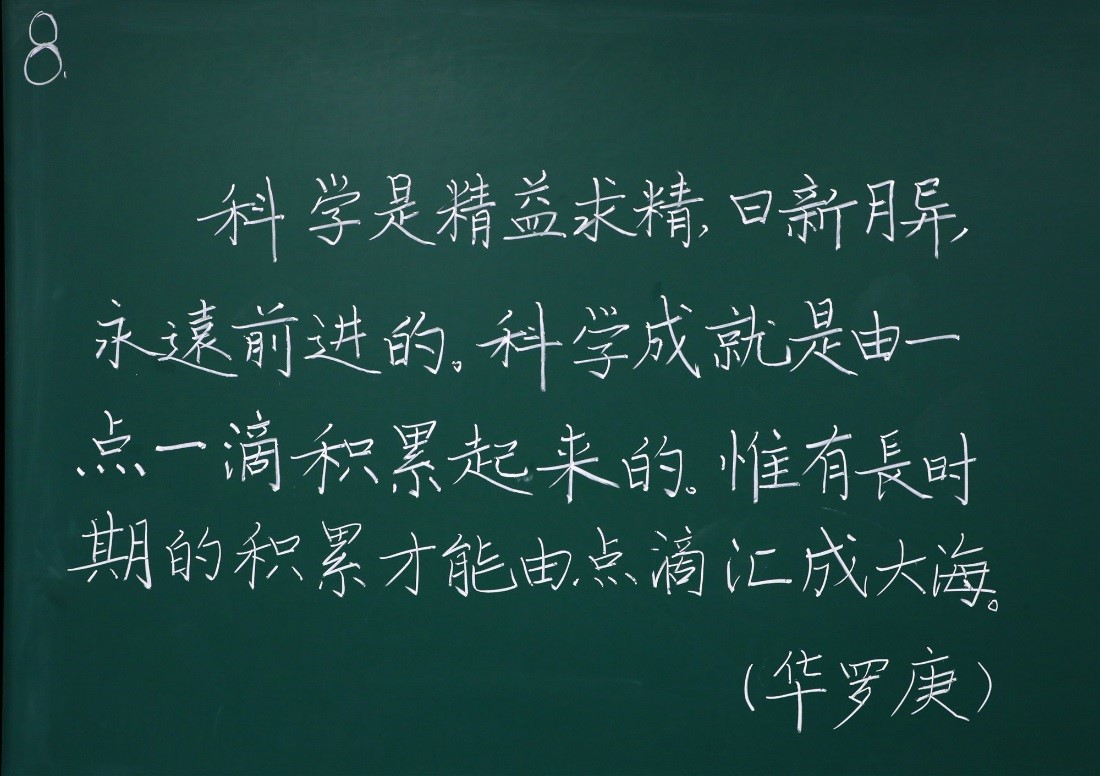 8.
科学是精益求精,日新月异,
永遠前进的。科学成就是由一
点一滴积累起来的。惟有長时
期的积累才能由点滴汇成大海。
(华罗庚)